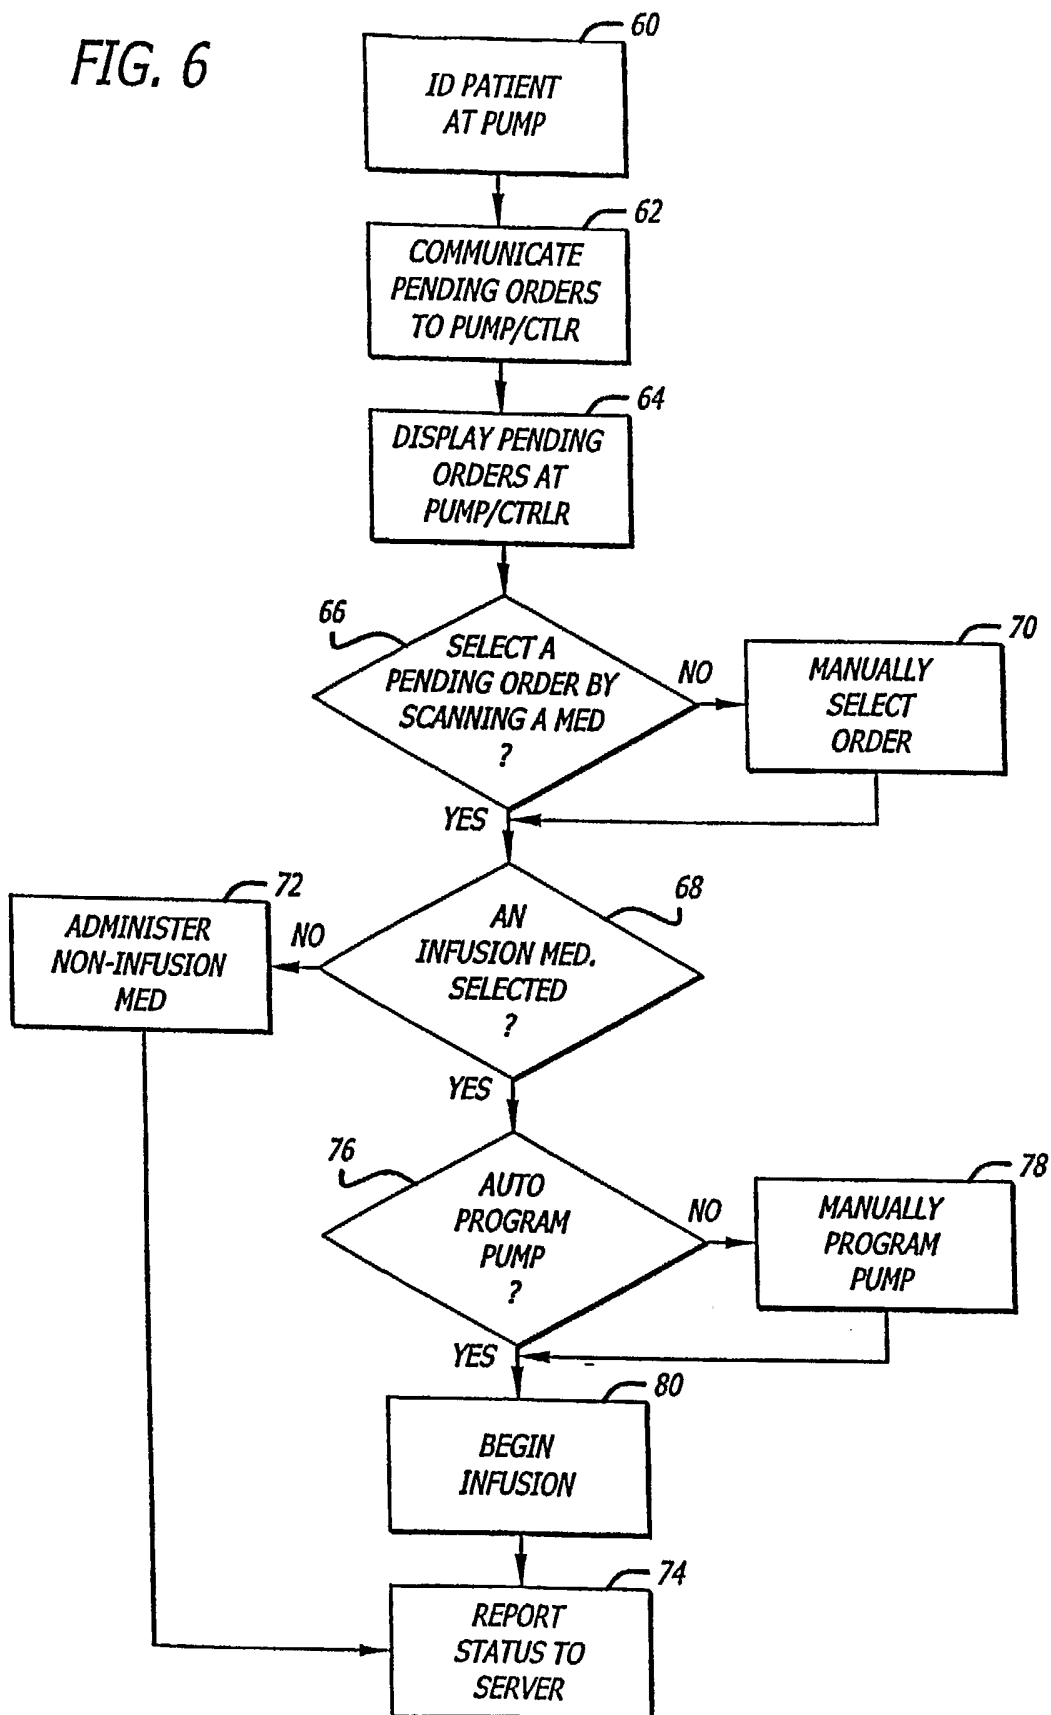 FIG. 6
60
ID PATIENT
AT PUMP
62
COMMUNICATE
PENDING ORDERS
TO PUMP/CTLR
64
DISPLAY PENDING
ORDERS AT
PUMP/CTRLR
66
SELECT A
PENDING ORDER BY
SCANNING A MED
?
NO
70
MANUALLY
SELECT
ORDER
YES
68
AN
INFUSION MED.
SELECTED
?
NO
72
ADMINISTER
NON-INFUSION
MED
YES
76
AUTO
PROGRAM
PUMP
?
NO
78
MANUALLY
PROGRAM
PUMP
YES
80
BEGIN
INFUSION
74
REPORT
STATUS TO
SERVER